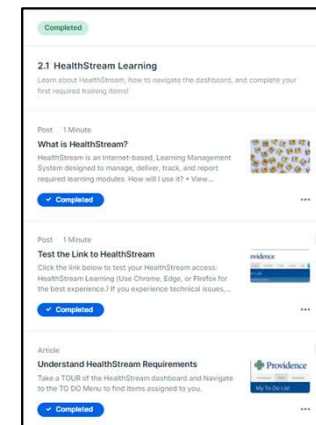 Completed
2.1 HealthStream Learning
Learn about HealthStream, how to navigate the dashboard, and complete your
first required training items!
Post 1 Minute
What is HealthStream?
HealthStream is an Internet-based, Learning Management
System designed to manage, deliver, track, and report
required learning modules. How will I use it? • View...
✓ Completed
Post 1 Minute
Test the Link to HealthStream
Click the link below to test your HealthStream access:
HealthStream Learning (Use Chrome, Edge, or Firefox for
the best experience.) If you experience technical issues,...
ovidence
✓ Completed
Article
Understand HealthStream Requirements
Take a TOUR of the HealthStream dashboard and Navigate
to the TO DO Menu to find items assigned to you.
Providence
My To-Do List
✓ Completed